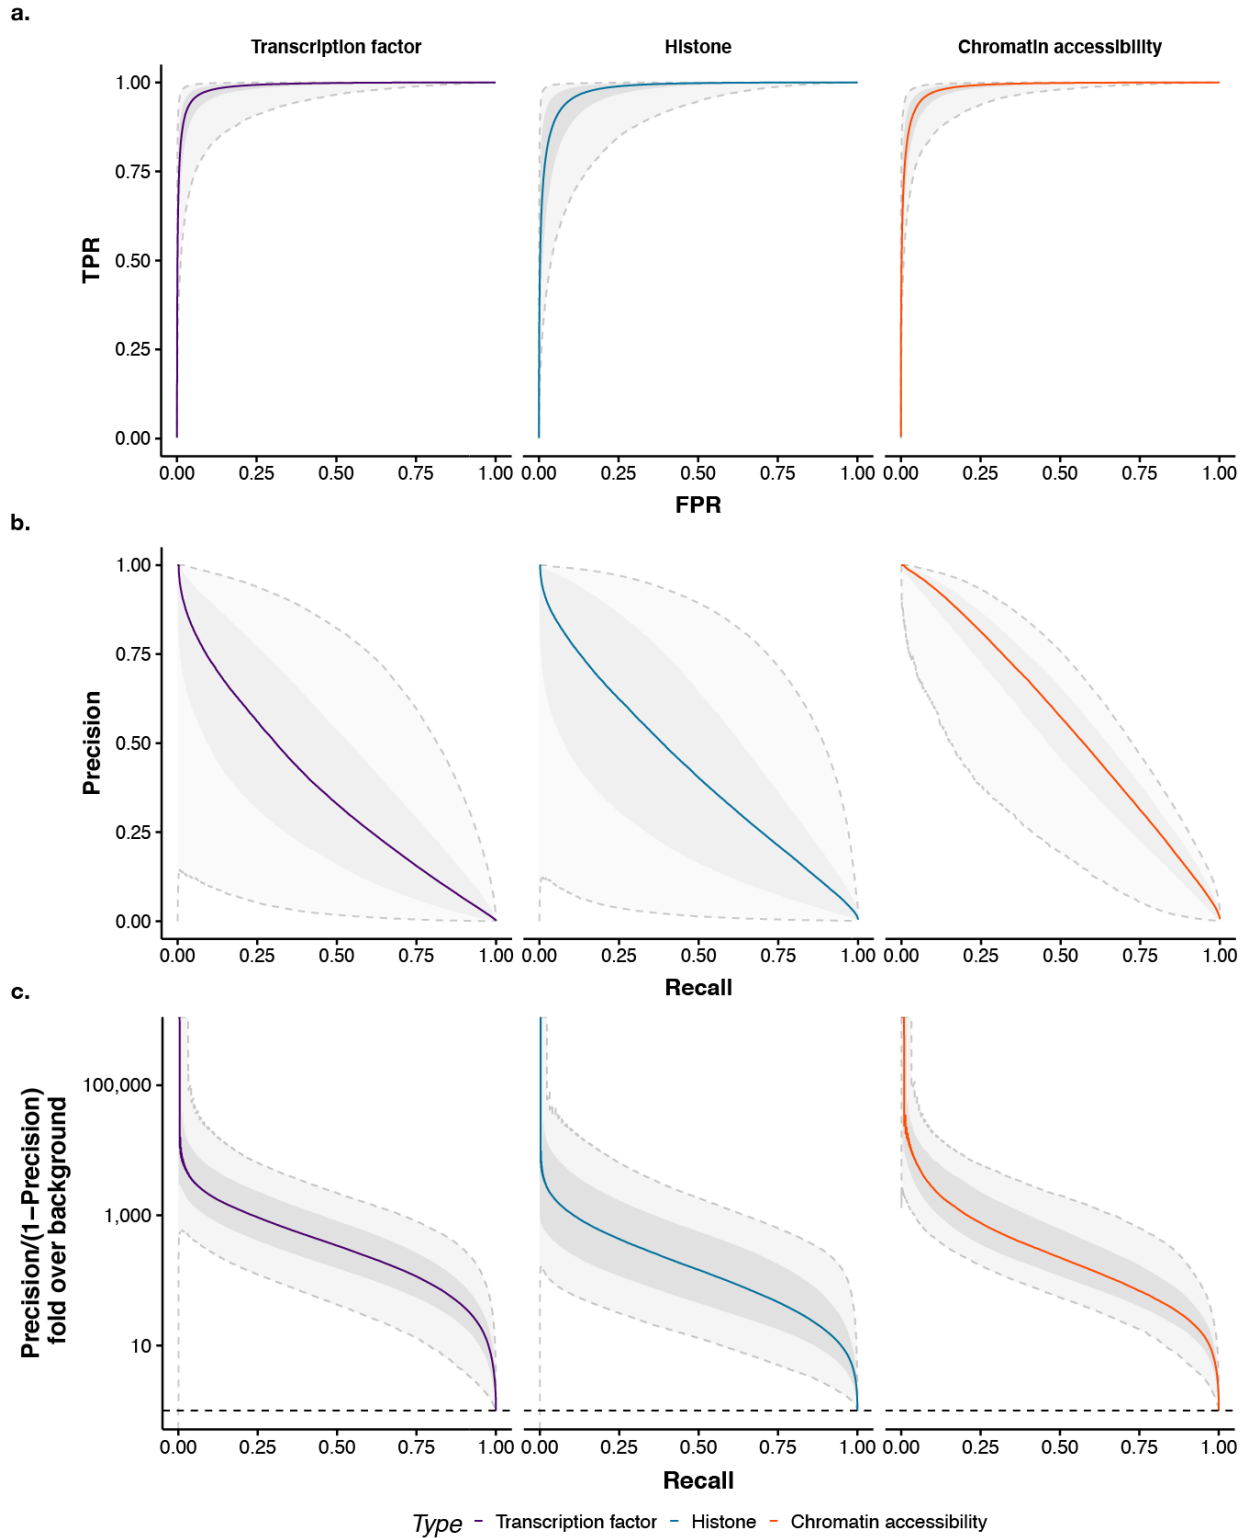 a.
Transcription factor
Histone
Chromatin accessibility
1.00
0.75
0.50
0.25
0.00
TPR
0.00 0.25 0.50 0.75 1.00
0.00 0.25 0.50 0.75 1.00
0.00 0.25 0.50 0.75 1.00
FPR
b.
1.00
0.75
0.50
0.25
0.00
Precision
0.00 0.25 0.50 0.75 1.00
0.00 0.25 0.50 0.75 1.00
0.00 0.25 0.50 0.75 1.00
Recall
c.
100,000
1,000
10
Precision/(1−Precision)
fold over background
0.00 0.25 0.50 0.75 1.00
0.00 0.25 0.50 0.75 1.00
0.00 0.25 0.50 0.75 1.00
Recall
Type Transcription factor Histone Chromatin accessibility